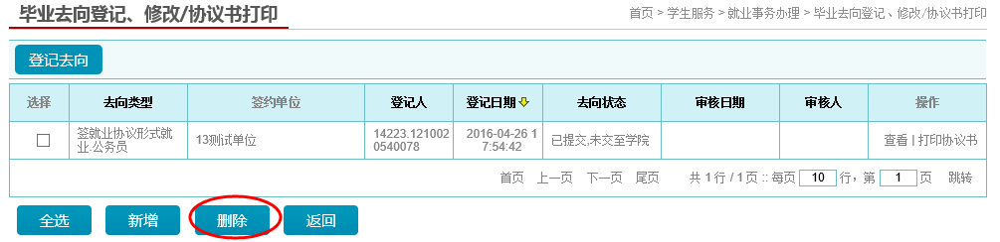 毕业去向登记、修改/协议书打印
首页 > 学生服务 > 就业事务办理 > 毕业去向登记、修改/协议书打印
登记去向
选择 去向类型 签约单位 登记人 登记日期 去向状态 审核日期 审核人 操作
签就业协议形式就业.公务员 13测试单位 14223.1210020540078 2016-04-26 17:54:42 已提交,未交至学院 查看 | 打印协议书
首页 上一页 下一页 尾页 共 1 行 / 1 页 :: 每页 10 行，第 1 页 跳转
全选 新增 删除 返回